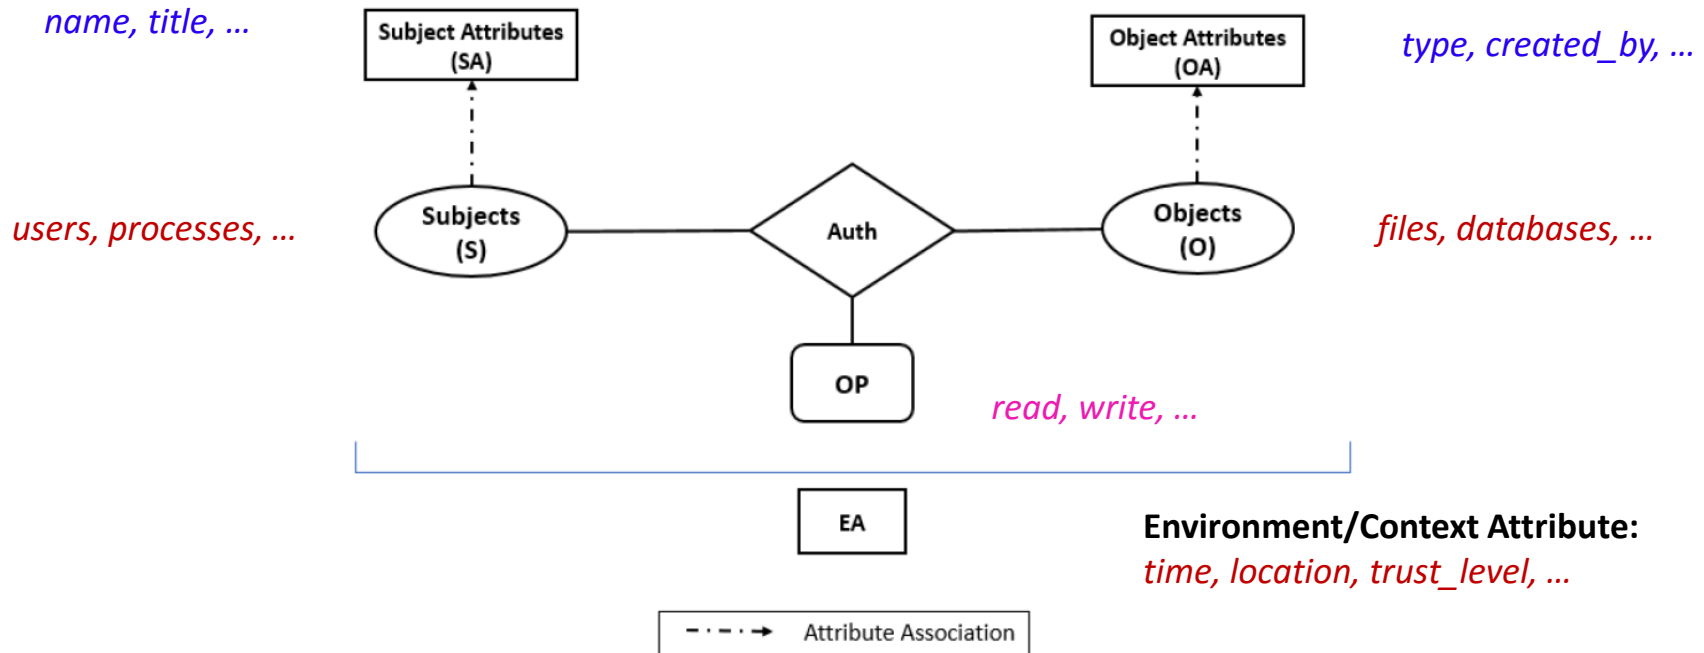 name, title, ...
Subject Attributes
(SA)
Object Attributes
(OA)
type, created_by, ...
users, processes, ...
Subjects
(S)
Auth
Objects
(O)
files, databases, ...
OP
read, write, ...
EA
Environment/Context Attribute:
time, location, trust_level, ...
Attribute Association